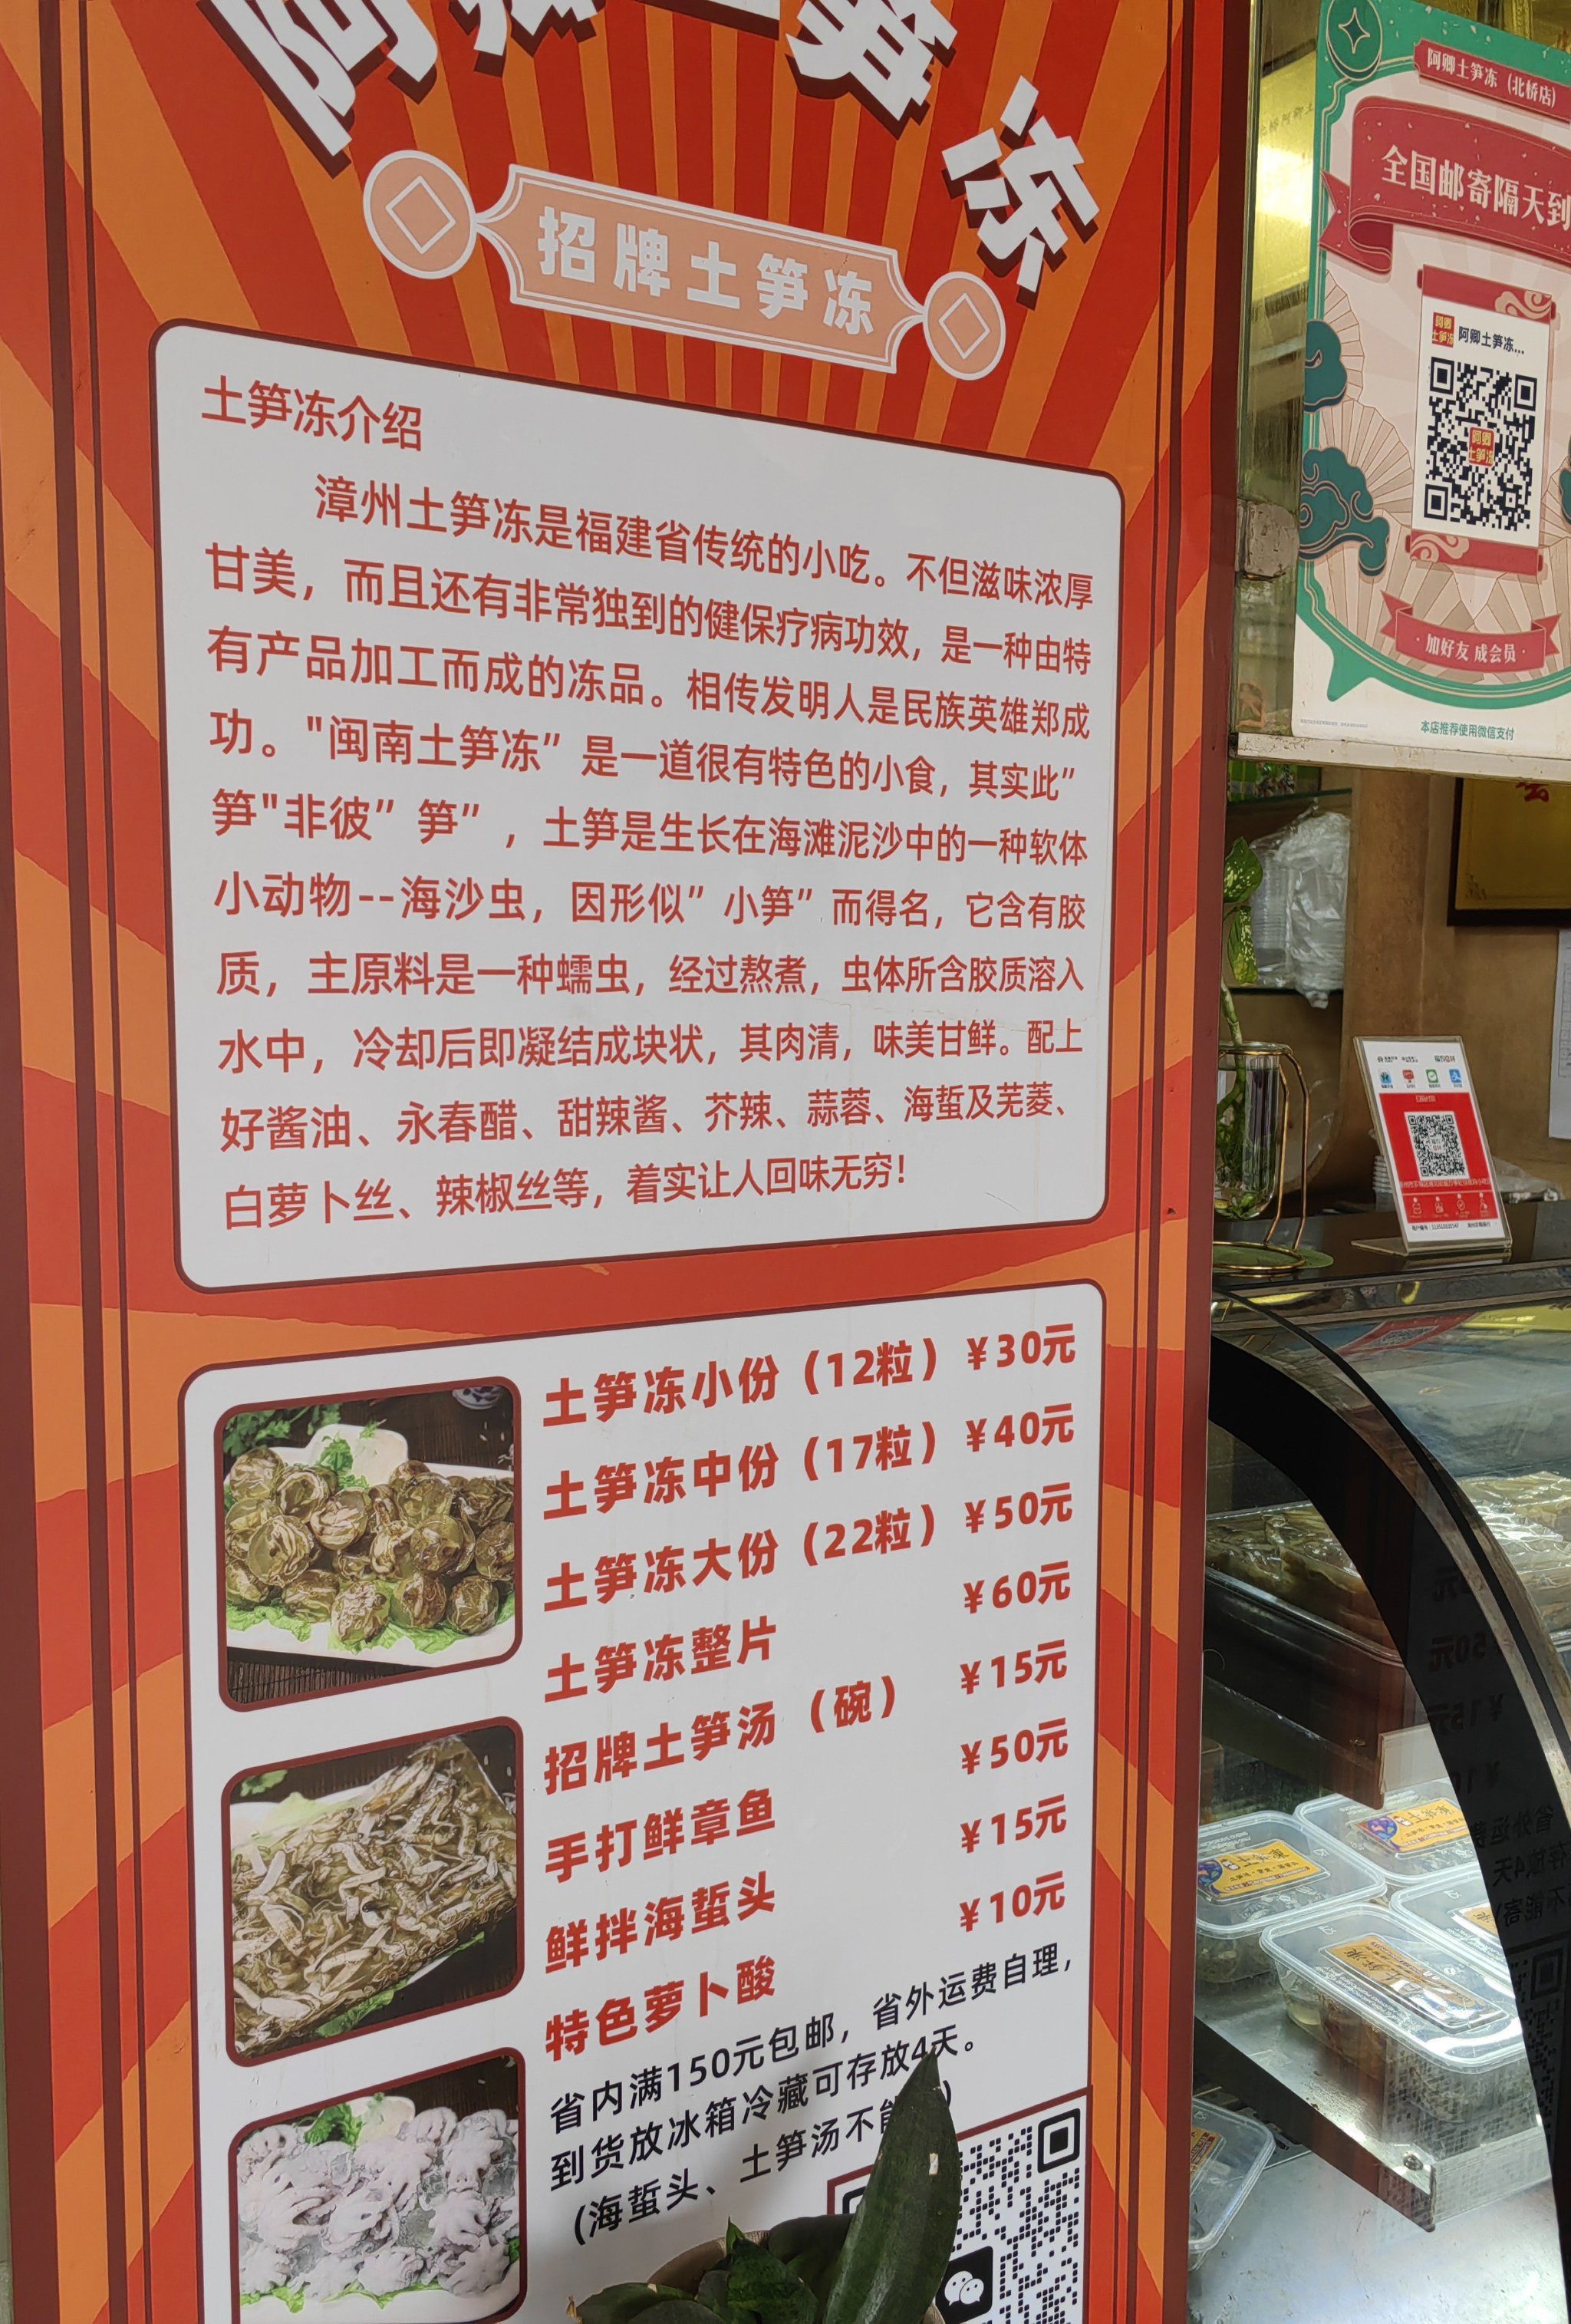 阿卿土笋冻
招牌土笋冻
土笋冻介绍
漳州土笋冻是福建省传统的小吃。不但滋味浓厚
甘美，而且还有非常独到的健保疗病功效，是一种由特
有产品加工而成的冻品。相传发明人是民族英雄郑成
功。"闽南土笋冻”是一道很有特色的小食，其实此”
笋"非彼”笋”，土笋是生长在海滩泥沙中的一种软体
小动物--海沙虫，因形似”小笋”而得名，它含有胶
质，主原料是一种蠕虫，经过熬煮，虫体所含胶质溶入
水中，冷却后即凝结成块状，其肉清，味美甘鲜。配上
好酱油、永春醋、甜辣酱、芥辣、蒜蓉、海蜇及芫荽、
白萝卜丝、辣椒丝等，着实让人回味无穷！
土笋冻小份（12粒）￥30元
土笋冻中份（17粒）￥40元
土笋冻大份（22粒）￥50元
土笋冻整片 ￥60元
招牌土笋汤（碗） ￥15元
手打鲜章鱼 ￥50元
鲜拌海蜇头 ￥15元
特色萝卜酸 ￥10元
省内满150元包邮，省外运费自理，
到货放冰箱冷藏可存放4天。
(海蜇头、土笋汤不能
阿卿土笋冻（北桥店）
全国邮寄隔天到
阿卿土笋冻...
阿卿
土笋冻
·加好友 成会员·
本店推荐使用微信支付